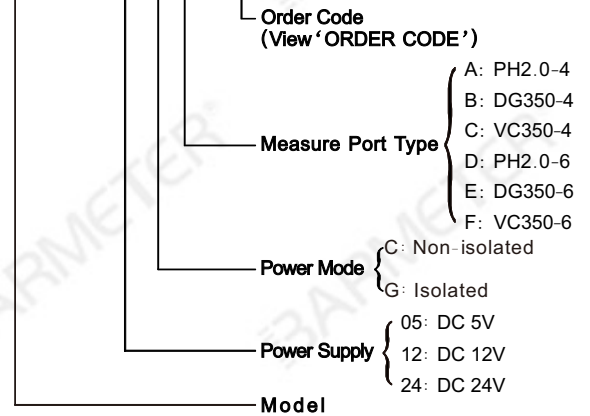 Order Code
(View‘ORDER CODE’)
A: PH2.0-4
B: DG350-4
C: VC350-4
Measure Port Type
D: PH2.0-6
E: DG350-6
F: VC350-6
C: Non-isolated
Power Mode
G: Isolated
05: DC 5V
Power Supply
12: DC 12V
24: DC 24V
Model